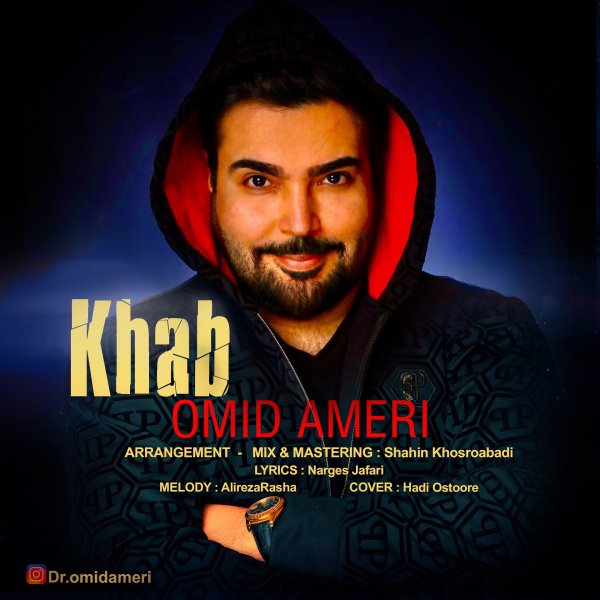 Khab
OMID AMERI
ARRANGEMENT - MIX & MASTERING : Shahin Khosroabadi
LYRICS : Narges Jafari
MELODY : AlirezaRasha COVER : Hadi Ostoore
Dr.omidameri